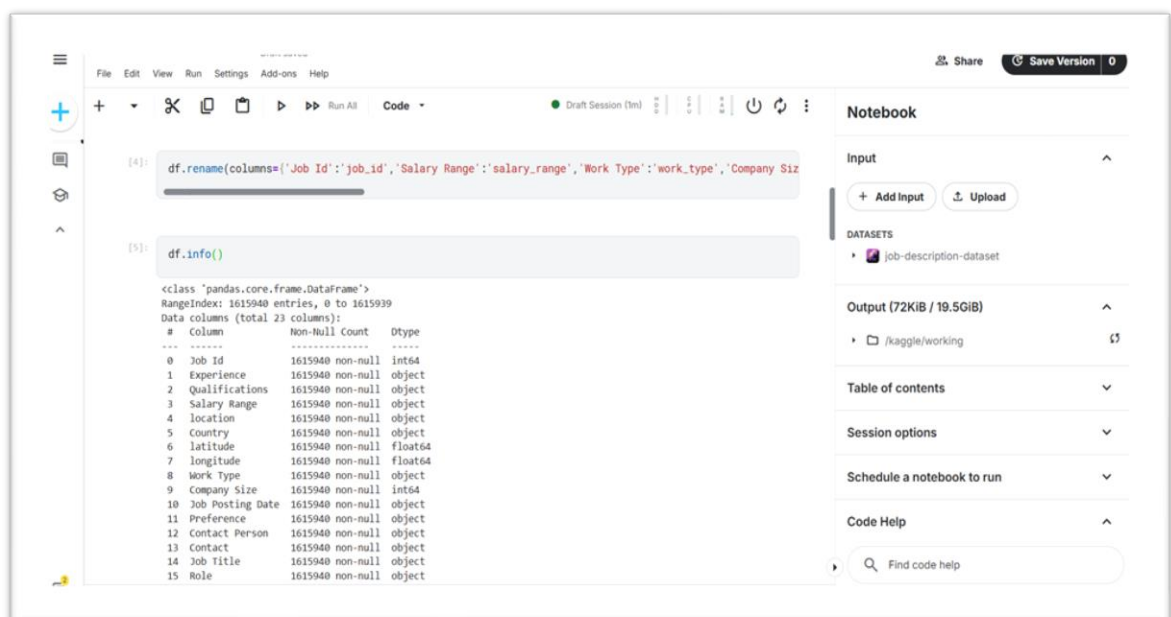 Share
Save Version 0
File Edit View Run Settings Add-ons Help
Run All Code Draft Session (1m)
Notebook
[4]:
df.rename(columns={'Job Id':'job_id','Salary Range':'salary_range','Work Type':'work_type','Company Siz
[5]:
df.info()
<class 'pandas.core.frame.DataFrame'>
RangeIndex: 1615940 entries, 0 to 1615939
Data columns (total 23 columns):
# Column Non-Null Count Dtype
--- ------ -------------- -----
0 Job Id 1615940 non-null int64
1 Experience 1615940 non-null object
2 Qualifications 1615940 non-null object
3 Salary Range 1615940 non-null object
4 location 1615940 non-null object
5 Country 1615940 non-null object
6 latitude 1615940 non-null float64
7 longitude 1615940 non-null float64
8 Work Type 1615940 non-null object
9 Company Size 1615940 non-null int64
10 Job Posting Date 1615940 non-null object
11 Preference 1615940 non-null object
12 Contact Person 1615940 non-null object
13 Contact 1615940 non-null object
14 Job Title 1615940 non-null object
15 Role 1615940 non-null object
Input
+ Add Input Upload
DATASETS
job-description-dataset
Output (72KiB / 19.5GiB)
/kaggle/working
Table of contents
Session options
Schedule a notebook to run
Code Help
Find code help
2